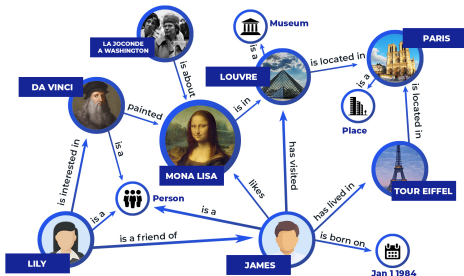 LA JOCONDE
A WASHINGTON
Museum
PARIS
is a
is about
LOUVRE
is located in
DA VINCI
is a
painted
is in
is located in
Place
is interested in
is a
MONA LISA
has visited
TOUR EIFFEL
Person
likes
has lived in
is a
is a
is a friend of
is born on
LILY
JAMES
Jan 1 1984